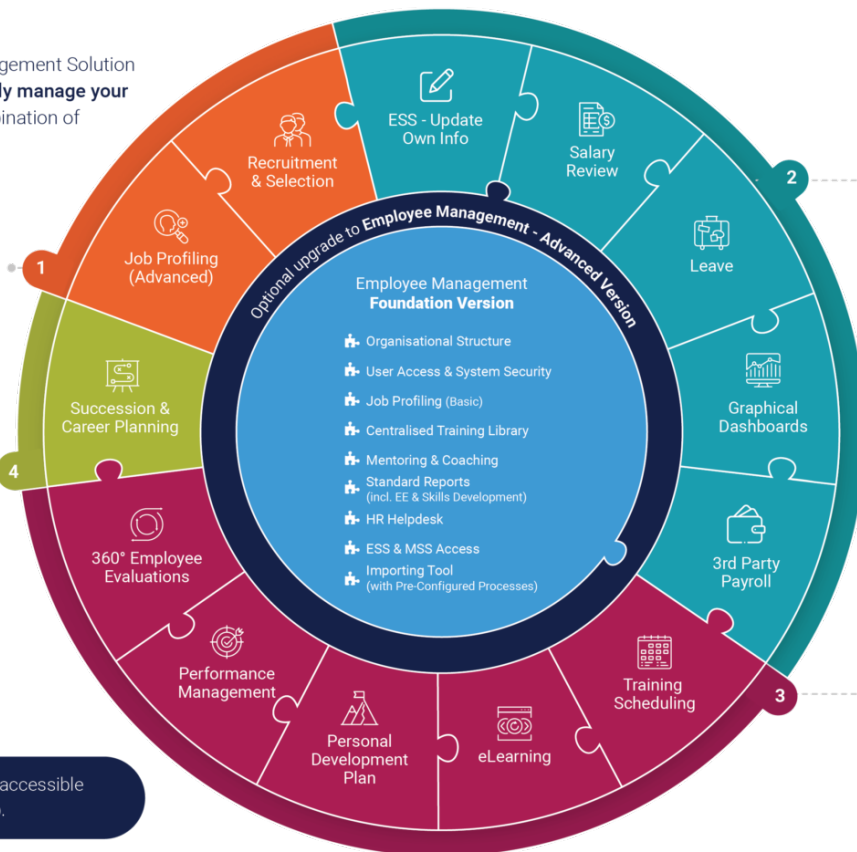 gement Solution
ly manage your
bination of
1
2
3
4
Recruitment
& Selection
Job Profiling
(Advanced)
ESS - Update
Own Info
Salary
Review
Leave
Graphical
Dashboards
3rd Party
Payroll
Training
Scheduling
eLearning
Personal
Development
Plan
Performance
Management
360° Employee
Evaluations
Succession &
Career Planning
Optional upgrade to Employee Management - Advanced Version
Employee Management
Foundation Version
Organisational Structure
User Access & System Security
Job Profiling (Basic)
Centralised Training Library
Mentoring & Coaching
Standard Reports
(incl. EE & Skills Development)
HR Helpdesk
ESS & MSS Access
Importing Tool
(with Pre-Configured Processes)
accessible